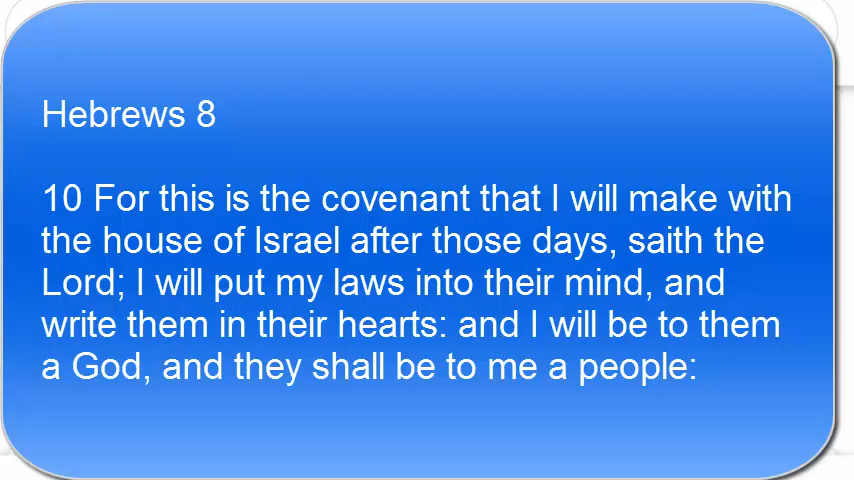 Hebrews 8
10 For this is the covenant that I will make with
the house of Israel after those days, saith the
Lord; I will put my laws into their mind, and
write them in their hearts: and I will be to them
a God, and they shall be to me a people: